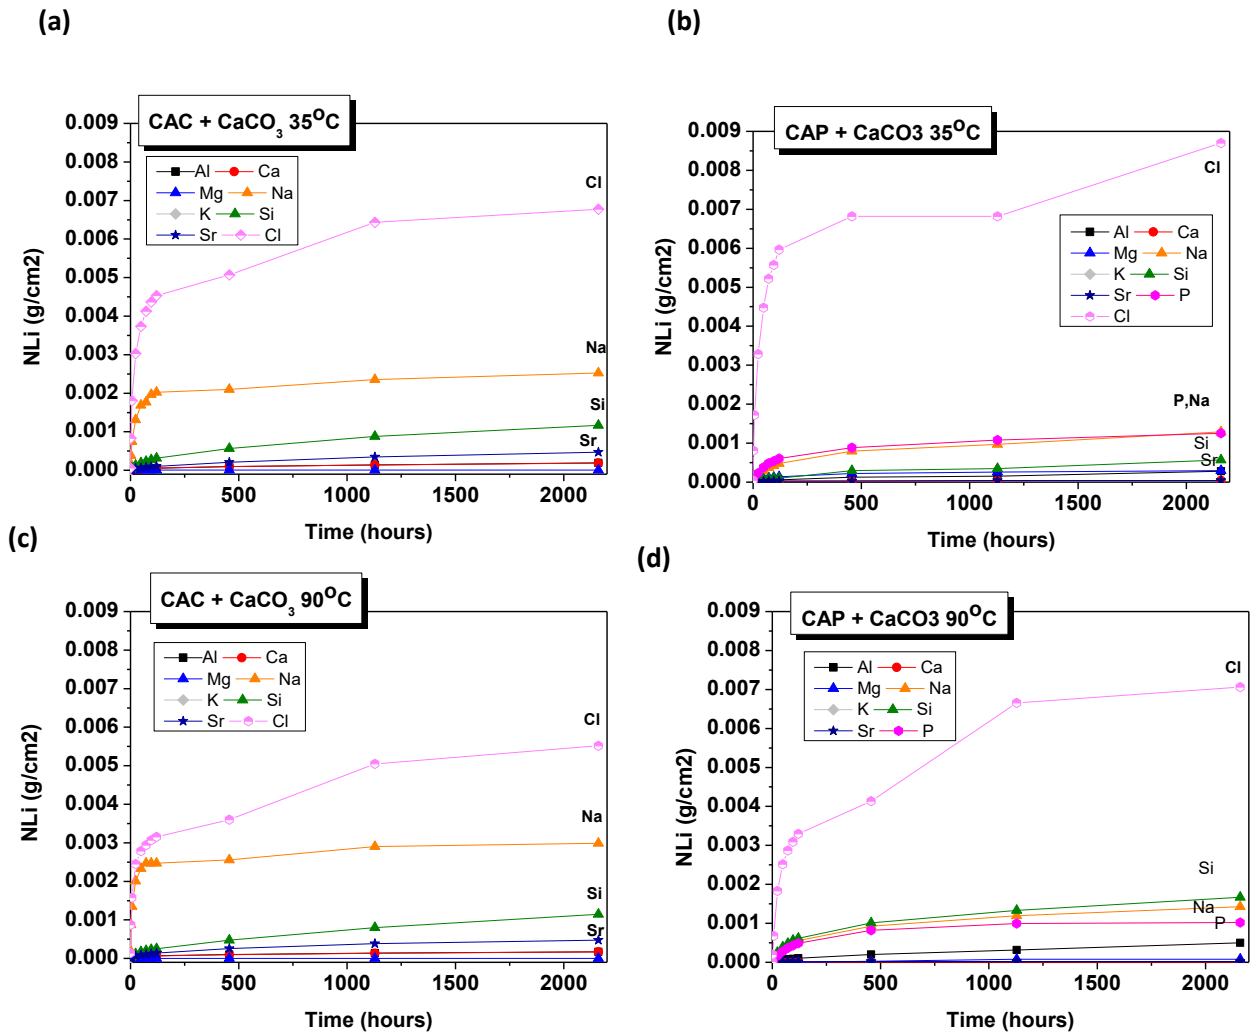 (a)
CAC + CaCO3 35OC
0.009
0.008
0.007
0.006
0.005
0.004
0.003
0.002
0.001
0.000
NLi (g/cm2)
Al Ca
Mg Na
K Si
Sr Cl
Cl
Na
Si
Sr
0 500 1000 1500 2000
Time (hours)
(b)
CAP + CaCO3 35OC
0.009
0.008
0.007
0.006
0.005
0.004
0.003
0.002
0.001
0.000
NLi (g/cm2)
Cl
Al Ca
Mg Na
K Si
Sr P
Cl
P,Na
Si
Sr
0 500 1000 1500 2000
Time (hours)
(c)
CAC + CaCO3 90OC
0.009
0.008
0.007
0.006
0.005
0.004
0.003
0.002
0.001
0.000
NLi (g/cm2)
Al Ca
Mg Na
K Si
Sr Cl
Cl
Na
Si
Sr
0 500 1000 1500 2000
Time (hours)
(d)
CAP + CaCO3 90OC
0.009
0.008
0.007
0.006
0.005
0.004
0.003
0.002
0.001
0.000
NLi (g/cm2)
Al Ca
Mg Na
K Si
Sr P
Cl
Si
Na
P
0 500 1000 1500 2000
Time (hours)